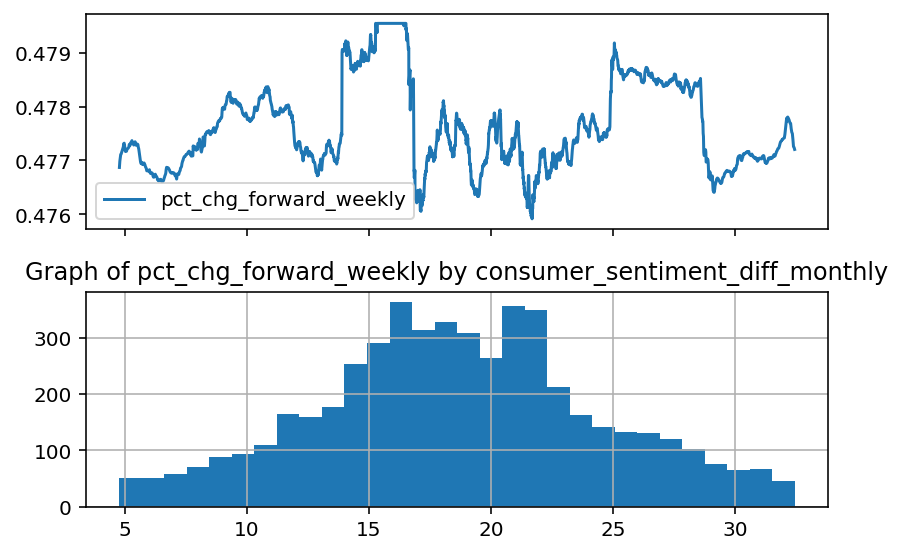 0.479
0.478
0.477
0.476
pct_chg_forward_weekly
Graph of pct_chg_forward_weekly by consumer_sentiment_diff_monthly
300
200
100
0
5 10 15 20 25 30